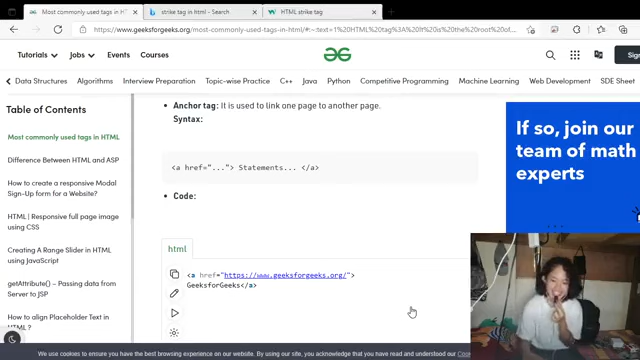 Most commonly used tags in H
strike tag in html - Search
HTML strike tag
https://www.geeksforgeeks.org/most-commonly-used-tags-in-html/#:~:text=1%20HTML%20tag%3A%20It%20is%20the%20root%20of...
Tutorials
Jobs
Events
Courses
Sign
Data Structures
Algorithms
Interview Preparation
Topic-wise Practice
C++
Java
Python
Competitive Programming
Machine Learning
Web Development
SDE Sheet
Table of Contents
Most commonly used tags in HTML
Difference Between HTML and ASP
How to create a responsive Modal
Sign-Up form for a Website?
HTML | Responsive full page image
using CSS
Creating A Range Slider in HTML
using JavaScript
getAttribute() – Passing data from
Server to JSP
How to align Placeholder Text in
HTML ?
Anchor tag: It is used to link one page to another page.
Syntax:
<a href="..."> Statements... </a>
Code:
html
<a href="https://www.geeksforgeeks.org/">
GeeksforGeeks</a>
If so, join our
team of math
experts
We use cookies to ensure you have the best browsing experience on our website. By using our site, you acknowledge that you have read and understood our Cook